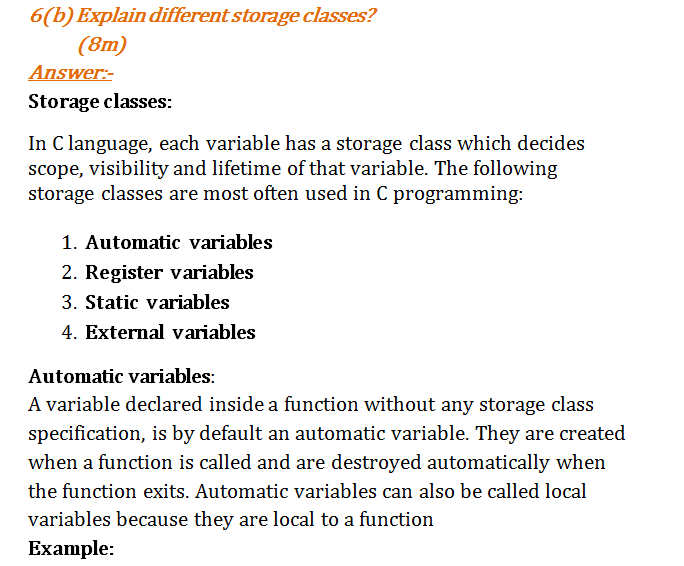 6(b) Explain different storage classes?
(8m)
Answer:-
Storage classes:
In C language, each variable has a storage class which decides
scope, visibility and lifetime of that variable. The following
storage classes are most often used in C programming:
1. Automatic variables
2. Register variables
3. Static variables
4. External variables
Automatic variables:
A variable declared inside a function without any storage class
specification, is by default an automatic variable. They are created
when a function is called and are destroyed automatically when
the function exits. Automatic variables can also be called local
variables because they are local to a function
Example: